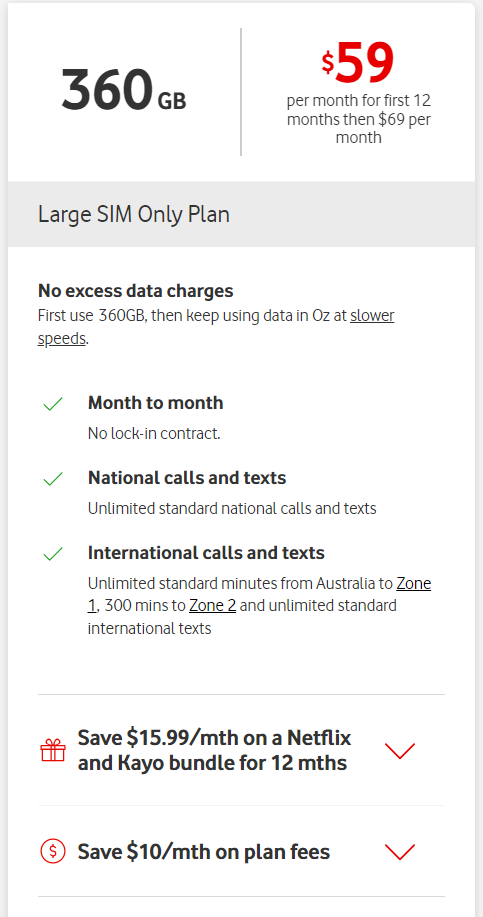 360 GB
$59
per month for first 12
months then $69 per
month
Large SIM Only Plan
No excess data charges
First use 360GB, then keep using data in Oz at slower
speeds.
Month to month
No lock-in contract.
National calls and texts
Unlimited standard national calls and texts
International calls and texts
Unlimited standard minutes from Australia to Zone
1, 300 mins to Zone 2 and unlimited standard
international texts
Save $15.99/mth on a Netflix
and Kayo bundle for 12 mths
$
Save $10/mth on plan fees